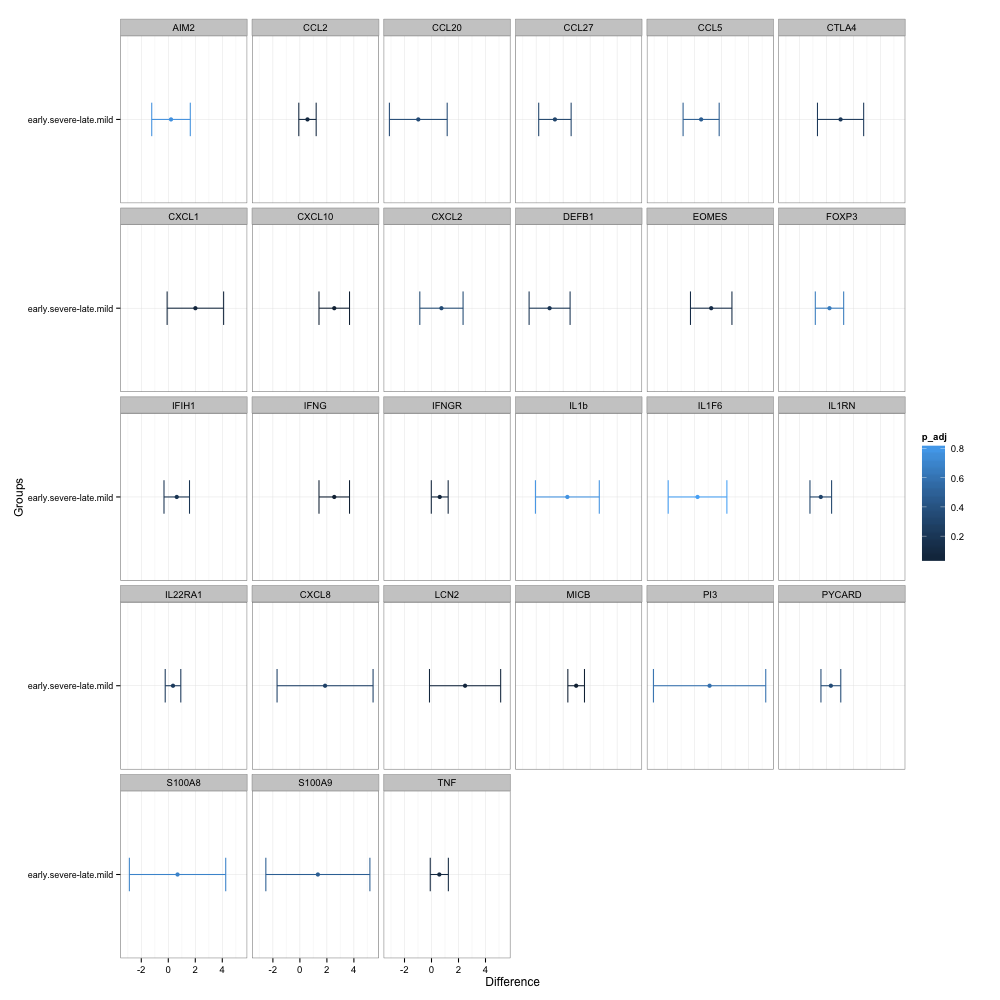 AIM2 CCL2 CCL20 CCL27 CCL5 CTLA4
early.severe-late.mild
CXCL1 CXCL10 CXCL2 DEFB1 EOMES FOXP3
early.severe-late.mild
IFIH1 IFNG IFNGR IL1b IL1F6 IL1RN
early.severe-late.mild
IL22RA1 CXCL8 LCN2 MICB PI3 PYCARD
early.severe-late.mild
S100A8 S100A9 TNF
early.severe-late.mild
-2 0 2 4 -2 0 2 4 -2 0 2 4
Difference
Groups
p_adj
0.8
0.6
0.4
0.2